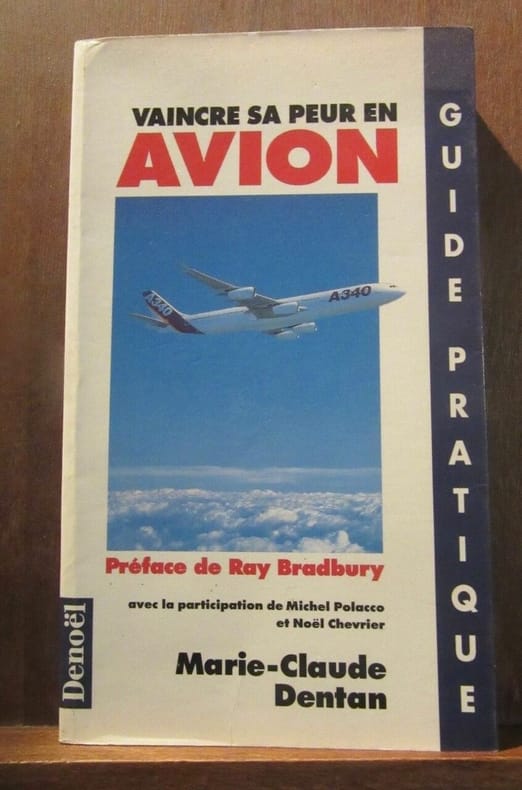 VAINCRE SA PEUR EN
AVION
A340
A340
Préface de Ray Bradbury
avec la participation de Michel Polacco
et Noël Chevrier
Marie-Claude
Dentan
Denoël
GUIDE PRATIQUE